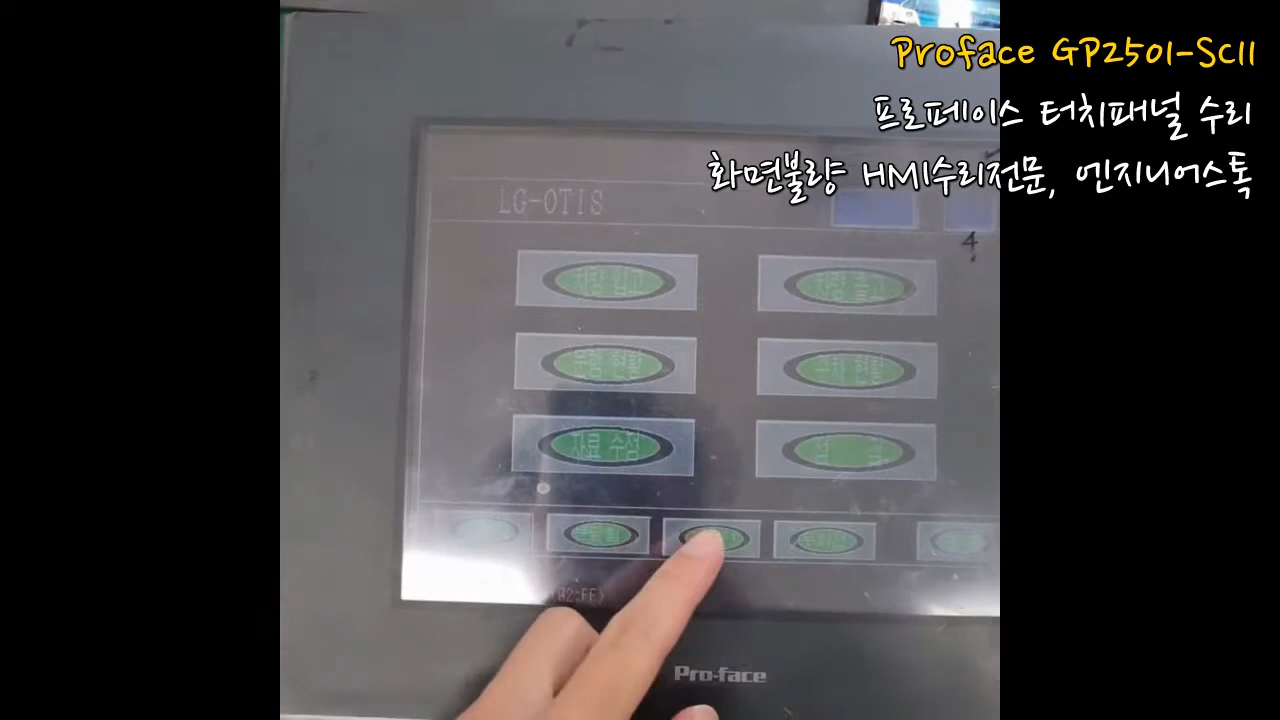 Proface GP2501-SC11
프로페이스 터치패널 수리
화면불량 HMI수리전문, 엔지니어스톡
LG-OTIS
4
차량 입고
차량 출고
운행 현황
주차 현황
자료 수정
Pro-face